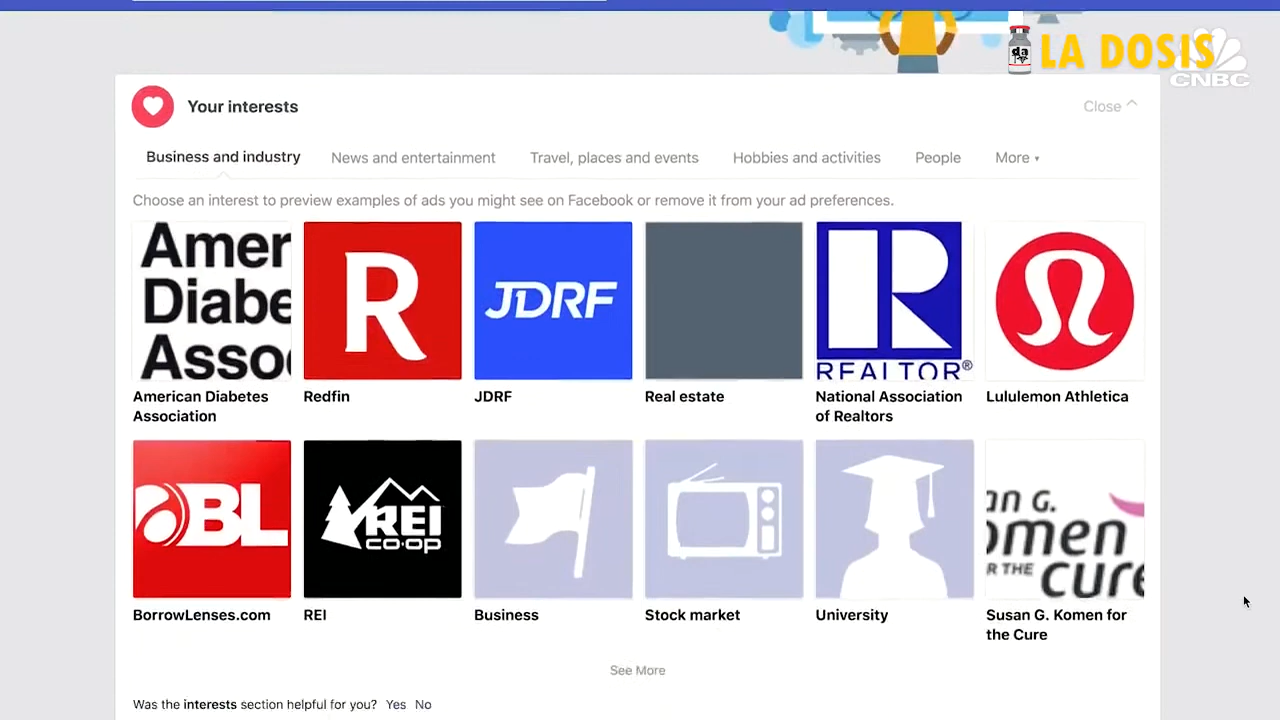 LA DOSIS
CNBC
Your interests
Close
Business and industry
News and entertainment
Travel, places and events
Hobbies and activities
People
More
Choose an interest to preview examples of ads you might see on Facebook or remove it from your ad preferences.
Amer
Diabe
Asso
R
JDRF
R
REALTOR®
American Diabetes
Association
Redfin
JDRF
Real estate
National Association
of Realtors
Lululemon Athletica
BL
REI
CO·OP
an G.
omen
FOR THE cure
BorrowLenses.com
REI
Business
Stock market
University
Susan G. Komen for
the Cure
See More
Was the interests section helpful for you? Yes No